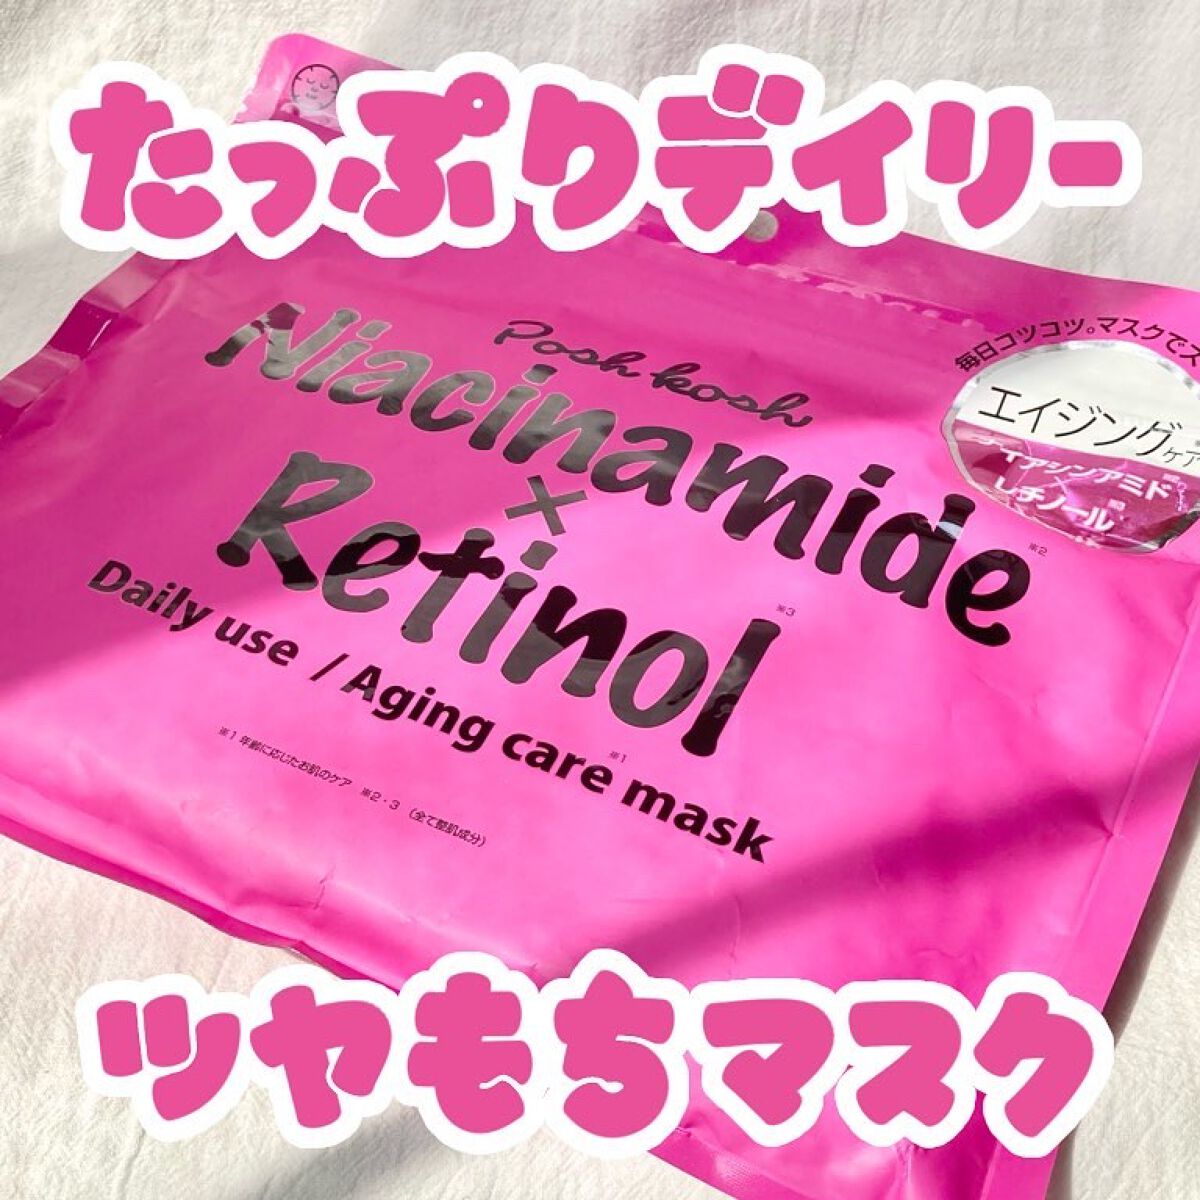 たっぷりデイリー
Posh kosh
Niacinamide ※2
×
Retinol ※3
Daily use / Aging care ※1 mask
※1 年齢に応じたお肌のケア ※2・3 (全て整肌成分)
毎日コツコツ。マスクで
エイジングケア
ナイアシンアミド
×
レチノール
ツヤもちマスク